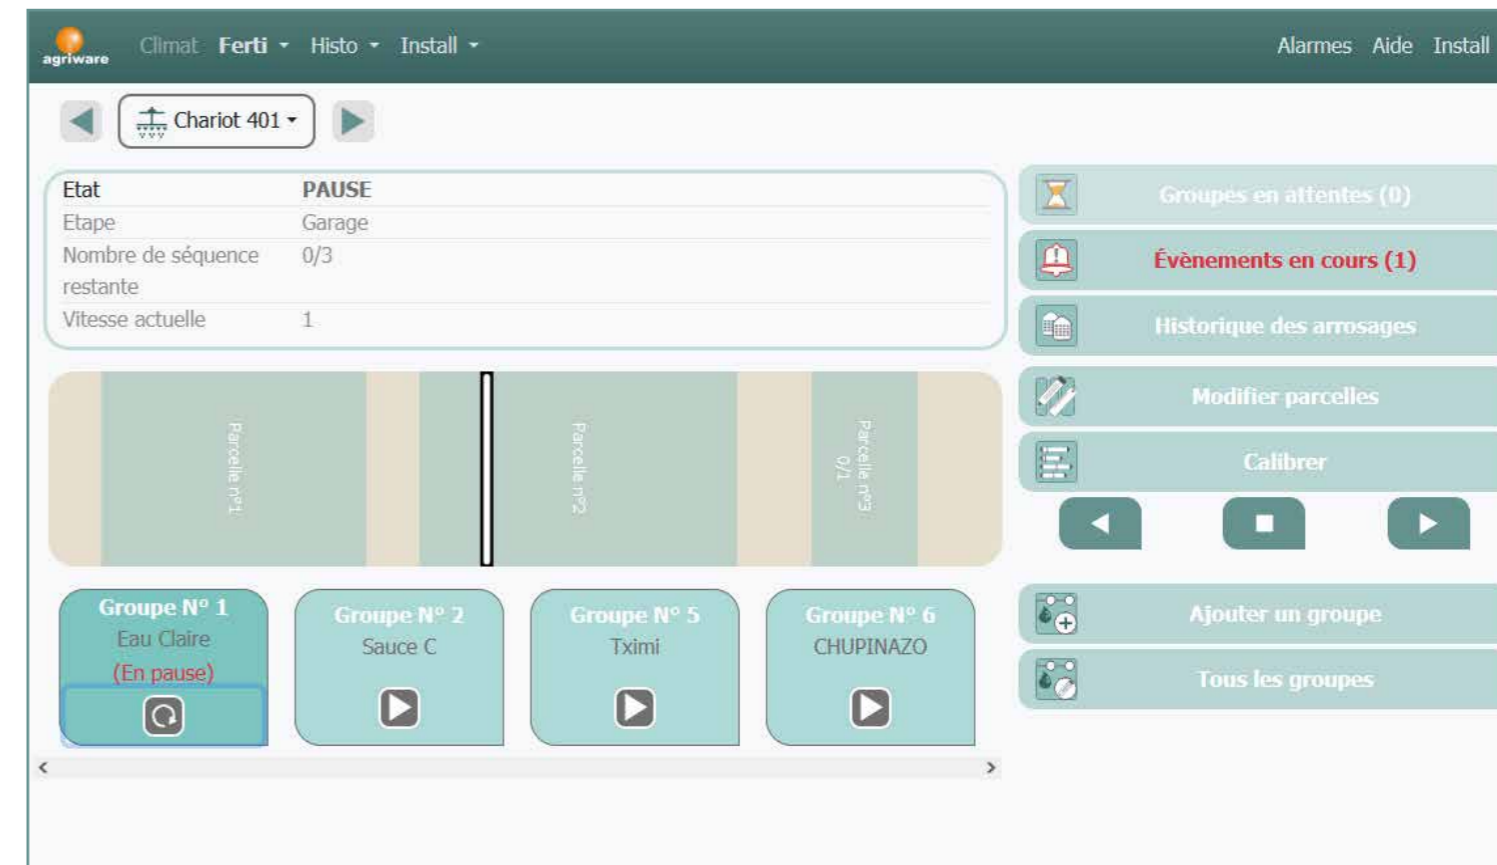 agriware
Climat Ferti Histo Install
Alarmes Aide Install
Chariot 401
Etat PAUSE
Etape Garage
Nombre de séquence restante 0/3
Vitesse actuelle 1
Groupes en attentes (0)
Évènements en cours (1)
Historique des arrosages
Modifier parcelles
Calibrer
Parcelle n°1
Parcelle n°2
Parcelle n°3
0/1
Groupe N° 1
Eau Claire
(En pause)
Groupe N° 2
Sauce C
Groupe N° 5
Tximi
Groupe N° 6
CHUPINAZO
Ajouter un groupe
Tous les groupes